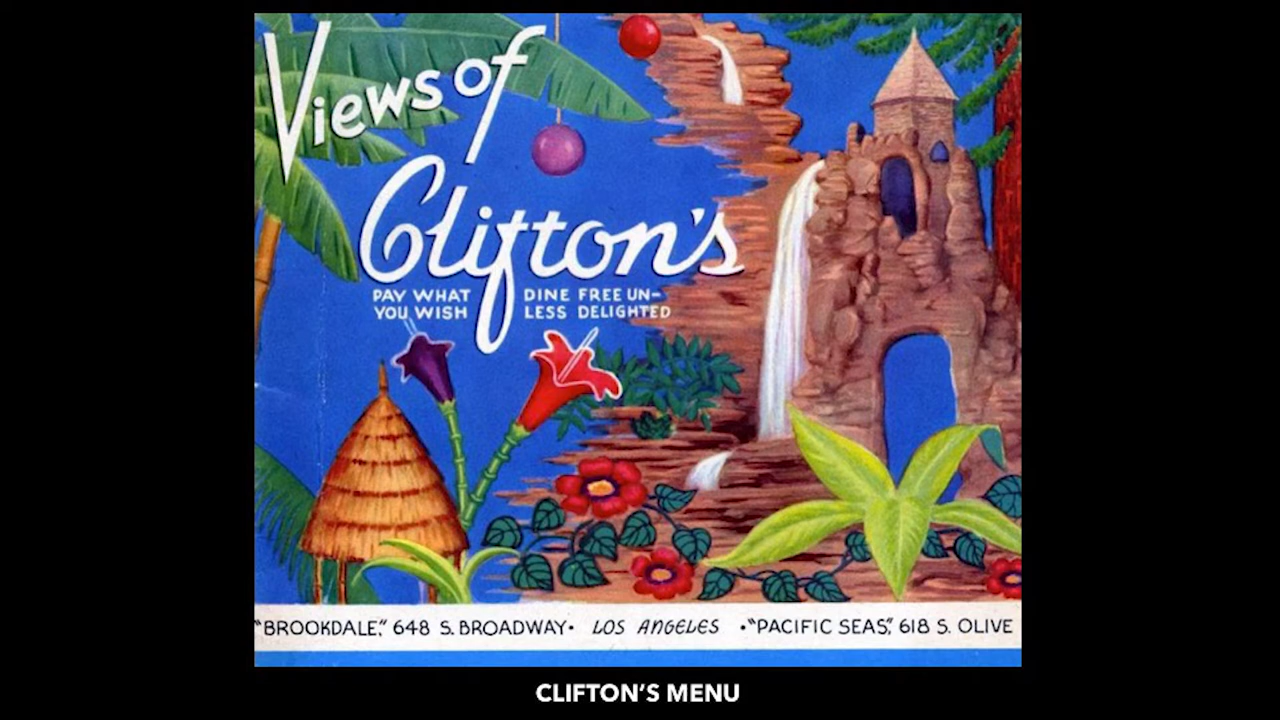 Views of
Clifton's
PAY WHAT
YOU WISH
DINE FREE UN-
LESS DELIGHTED
"BROOKDALE," 648 S. BROADWAY • LOS ANGELES • "PACIFIC SEAS," 618 S. OLIVE
CLIFTON'S MENU